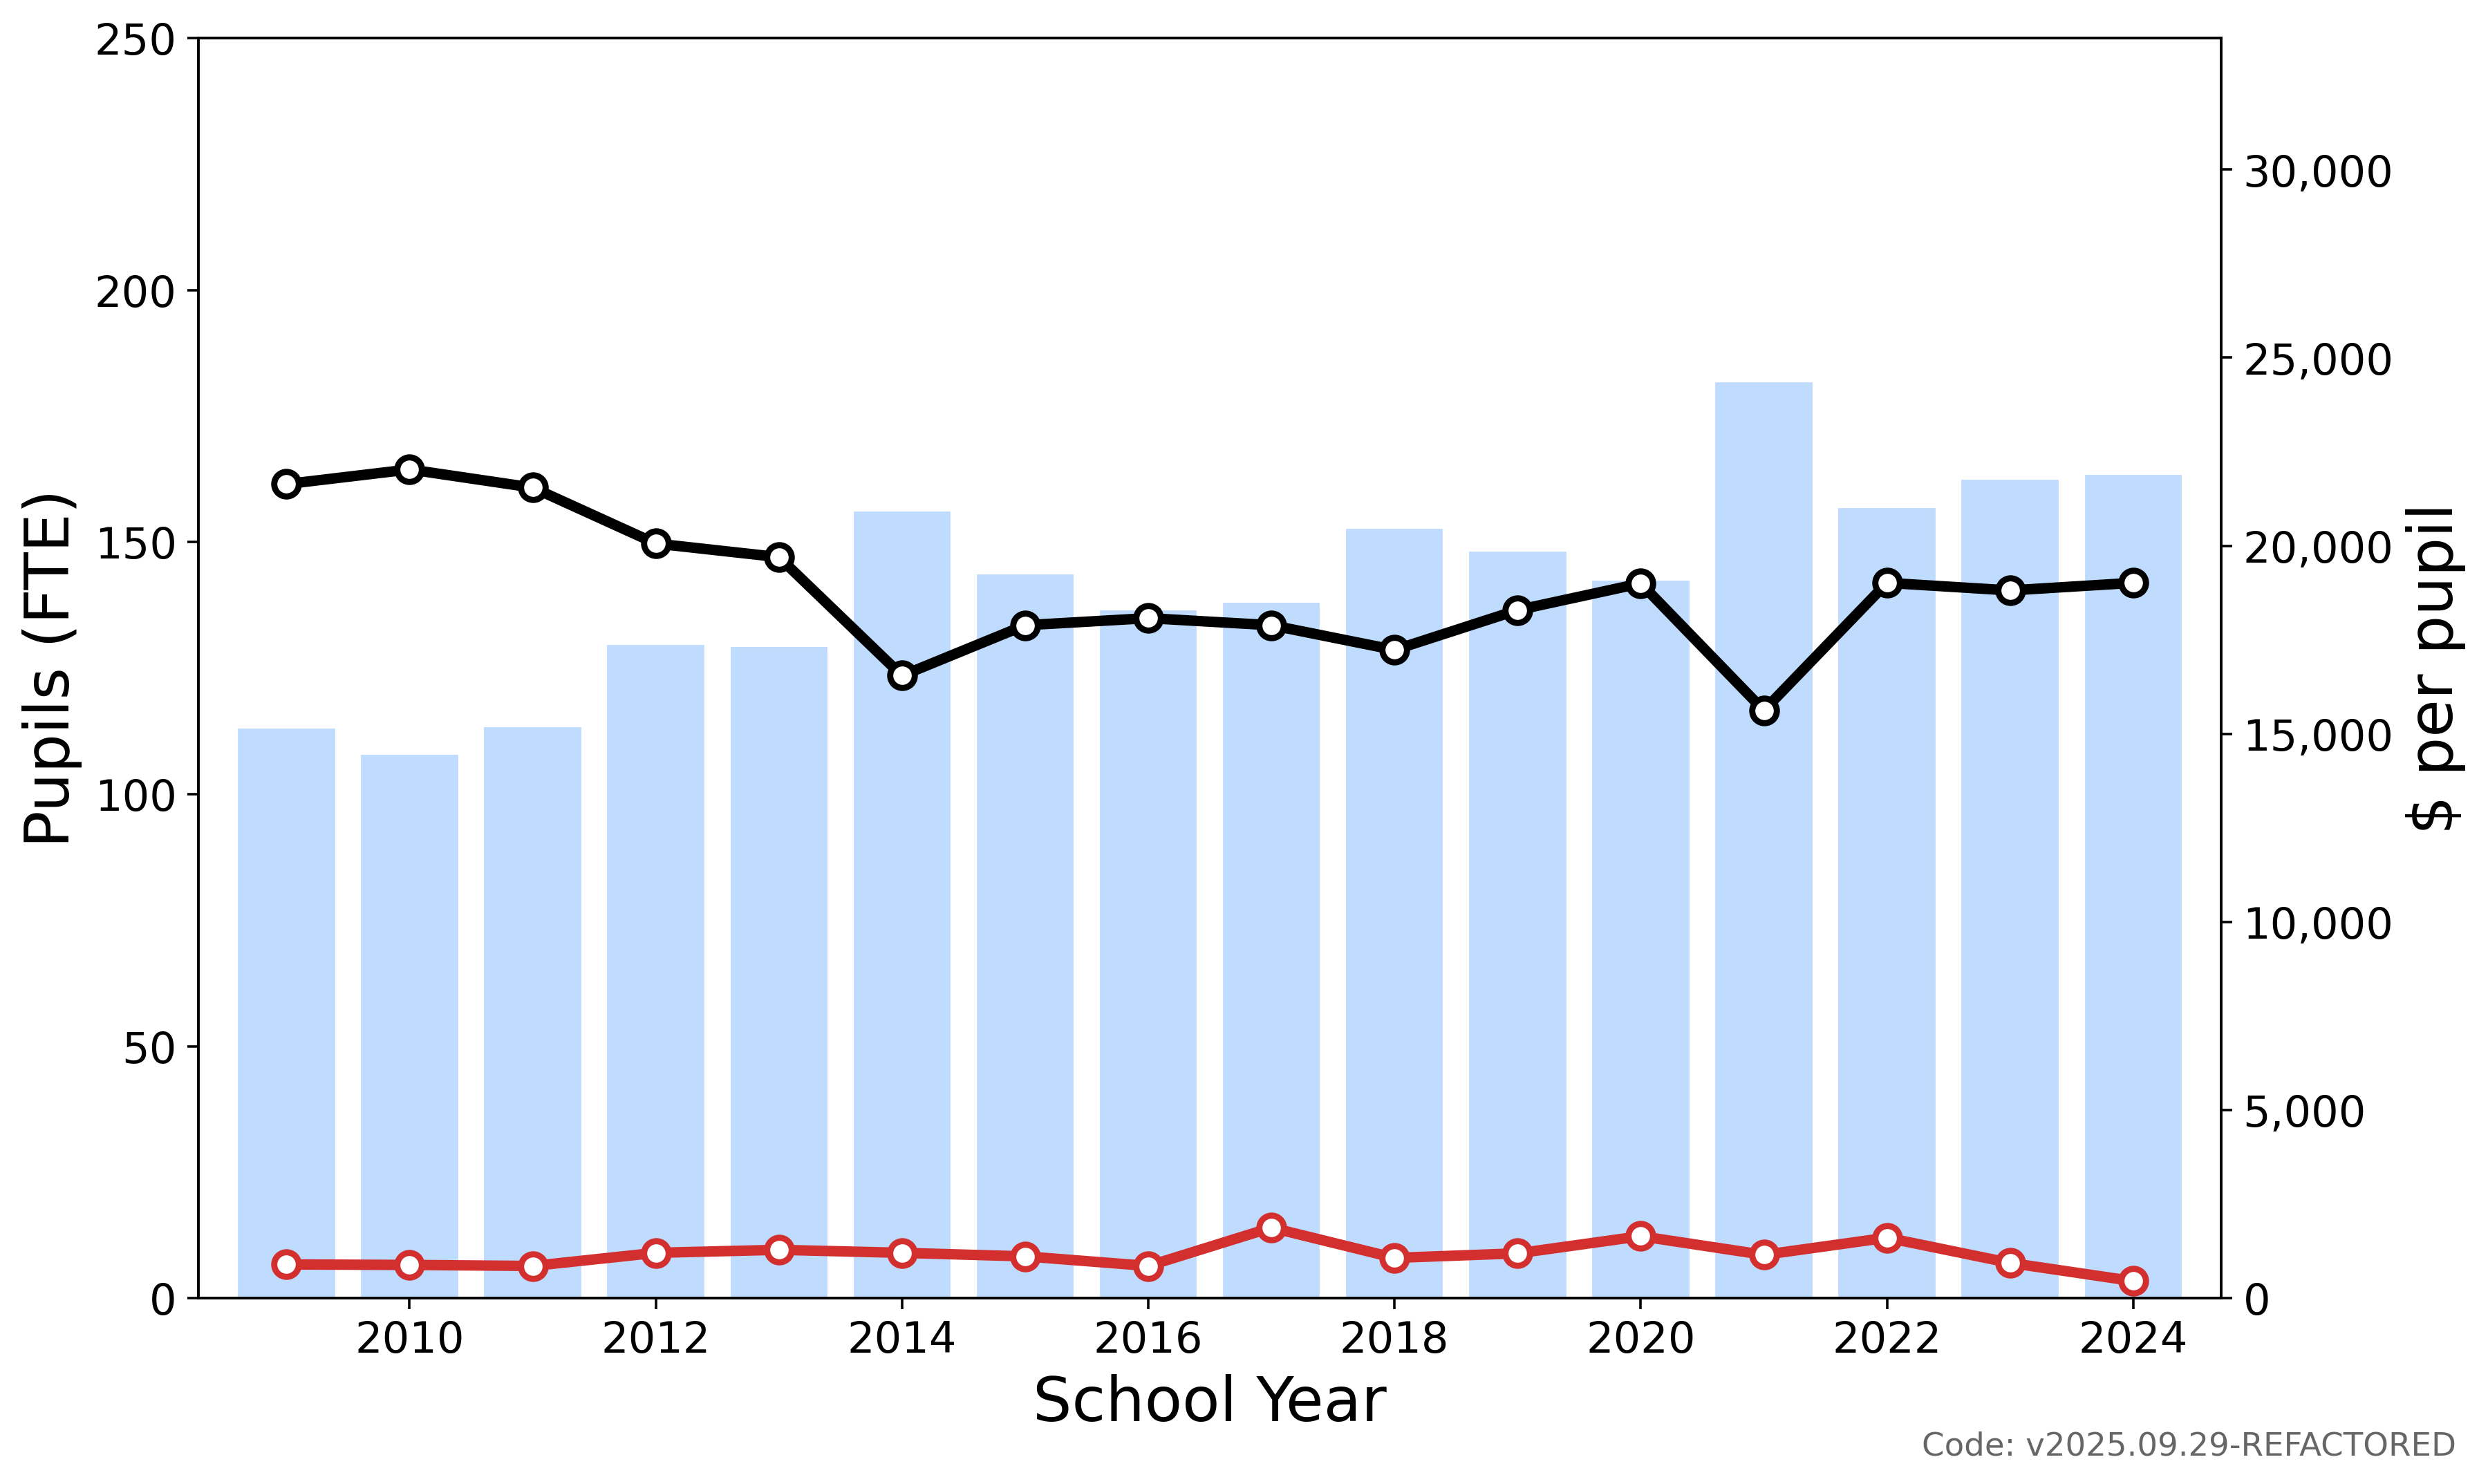 250
200
150
100
50
0
Pupils (FTE)
30,000
25,000
20,000
15,000
10,000
5,000
0
$ per pupil
2010 2012 2014 2016 2018 2020 2022 2024
School Year
Code: v2025.09.29-REFACTORED